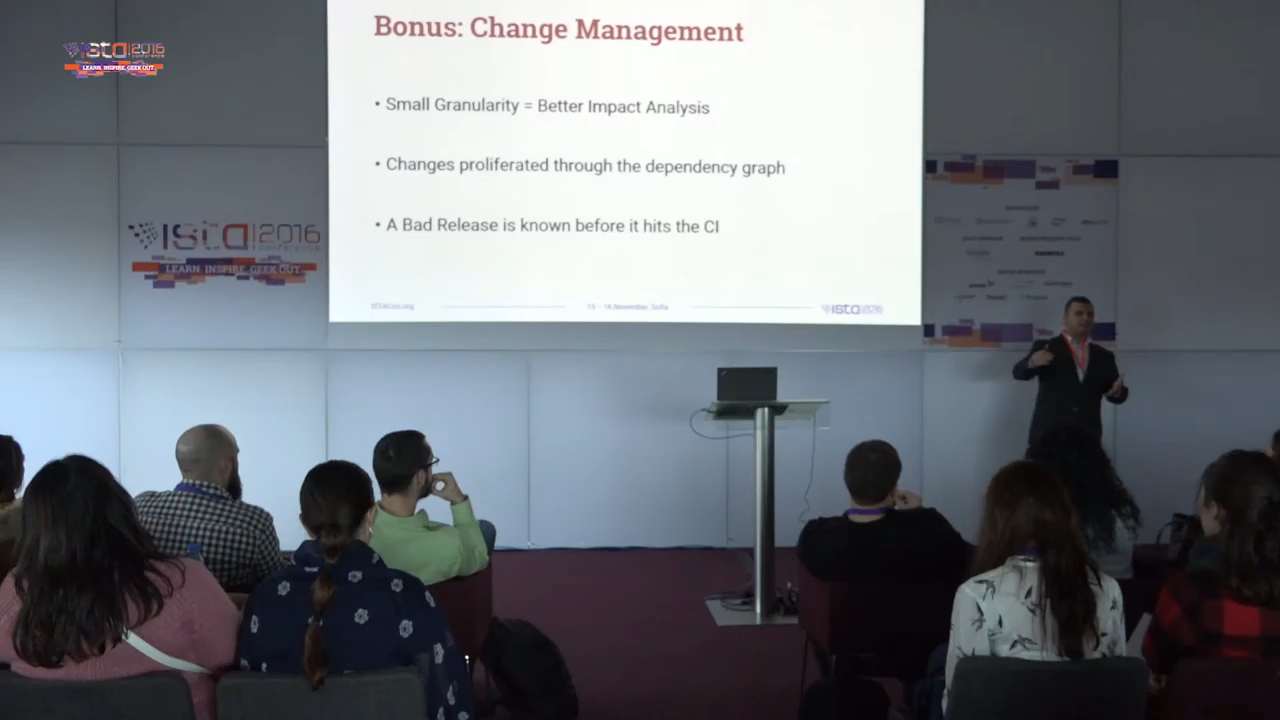 ista 2016
conference
LEARN. INSPIRE. GEEK OUT.
Bonus: Change Management
• Small Granularity = Better Impact Analysis
• Changes proliferated through the dependency graph
• A Bad Release is known before it hits the CI
ISTACon.org
15 - 16 November, Sofia
ista 2016
ista 2016
conference
LEARN. INSPIRE. GEEK OUT.